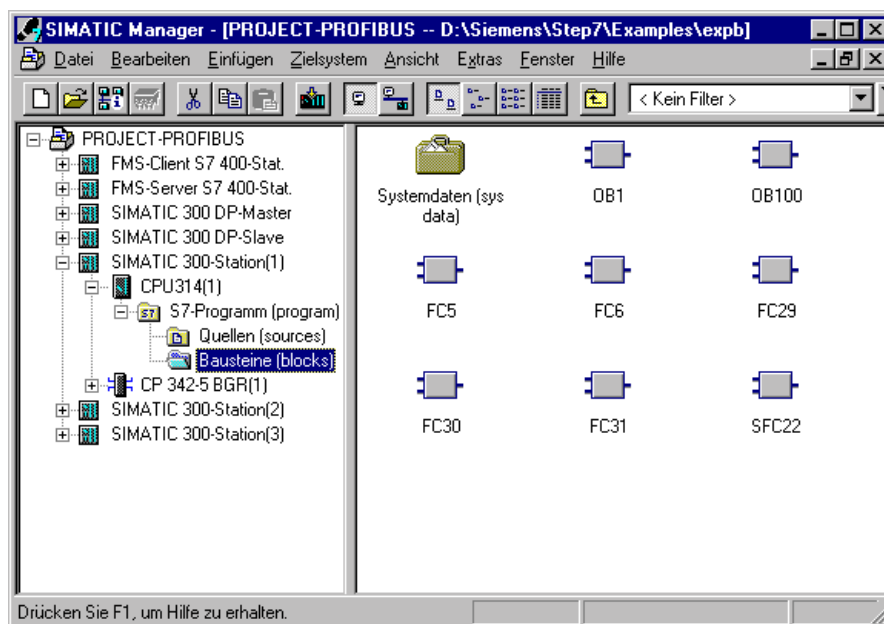 SIMATIC Manager - [PROJECT-PROFIBUS -- D:\Siemens\Step7\Examples\expb]
Datei Bearbeiten Einfügen Zielsystem Ansicht Extras Fenster Hilfe
< Kein Filter >
PROJECT-PROFIBUS
FMS-Client S7 400-Stat.
FMS-Server S7 400-Stat.
SIMATIC 300 DP-Master
SIMATIC 300 DP-Slave
SIMATIC 300-Station(1)
CPU314(1)
S7-Programm (program)
Quellen (sources)
Bausteine (blocks)
CP 342-5 BGR(1)
SIMATIC 300-Station(2)
SIMATIC 300-Station(3)
Systemdaten (sys
data)
OB1
OB100
FC5
FC6
FC29
FC30
FC31
SFC22
Drücken Sie F1, um Hilfe zu erhalten.